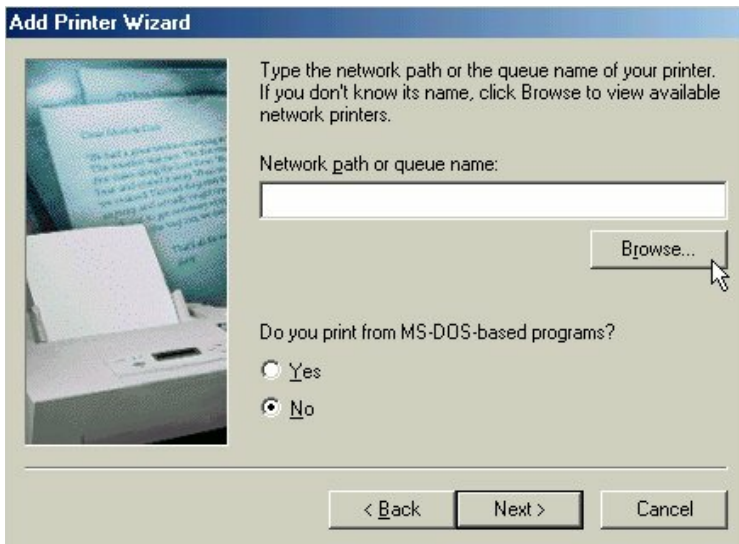 Add Printer Wizard
Type the network path or the queue name of your printer.
If you don't know its name, click Browse to view available
network printers.
Network path or queue name:
Browse...
Do you print from MS-DOS-based programs?
Yes
No
< Back
Next >
Cancel